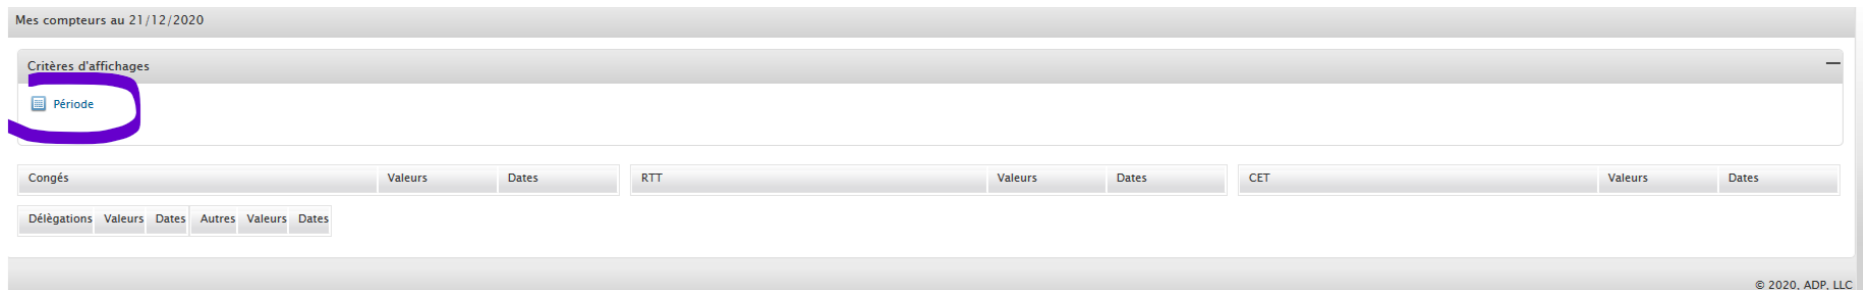 Mes compteurs au 21/12/2020
Critères d'affichages
Période
Congés Valeurs Dates RTT Valeurs Dates CET Valeurs Dates
Délègations Valeurs Dates Autres Valeurs Dates
© 2020, ADP, LLC